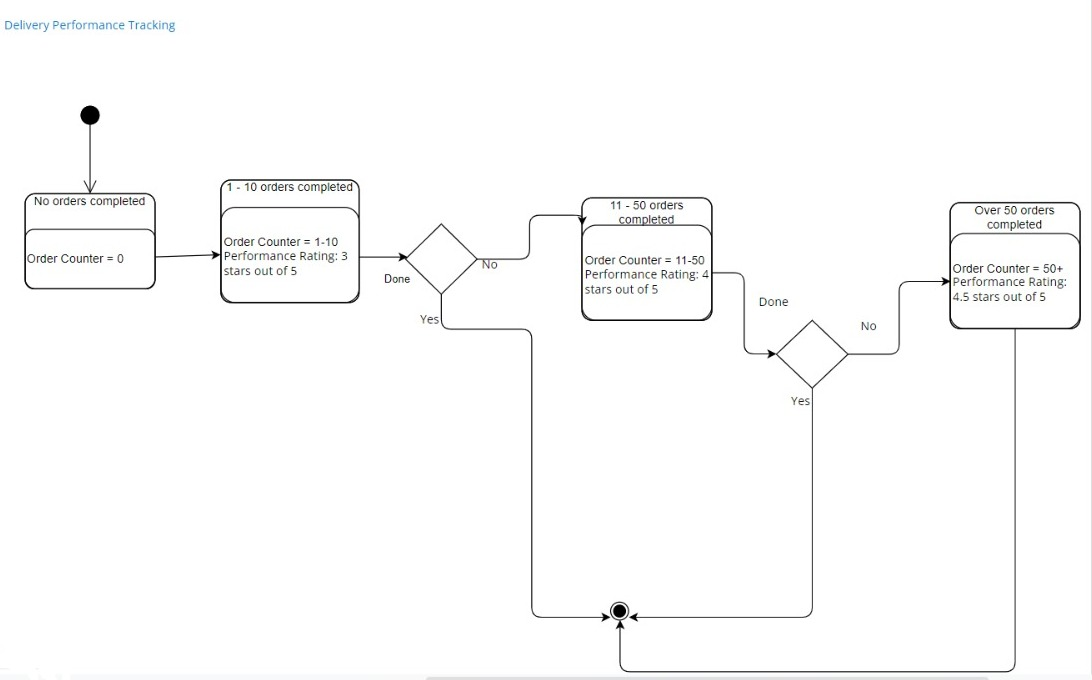 Delivery Performance Tracking
No orders completed
Order Counter = 0
1 - 10 orders completed
Order Counter = 1-10
Performance Rating: 3
stars out of 5
Done
No
Yes
11 - 50 orders
completed
Order Counter = 11-50
Performance Rating: 4
stars out of 5
Done
No
Yes
Over 50 orders
completed
Order Counter = 50+
Performance Rating:
4.5 stars out of 5